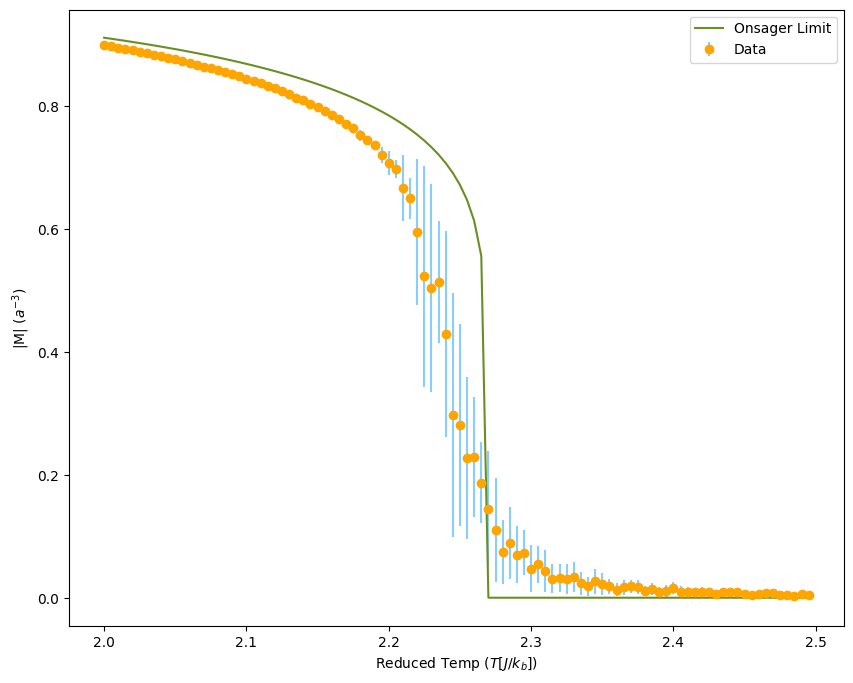 Onsager Limit
Data
0.8
0.6
0.4
0.2
0.0
|M| (a⁻³)
2.0 2.1 2.2 2.3 2.4 2.5
Reduced Temp (T[J/k_b])